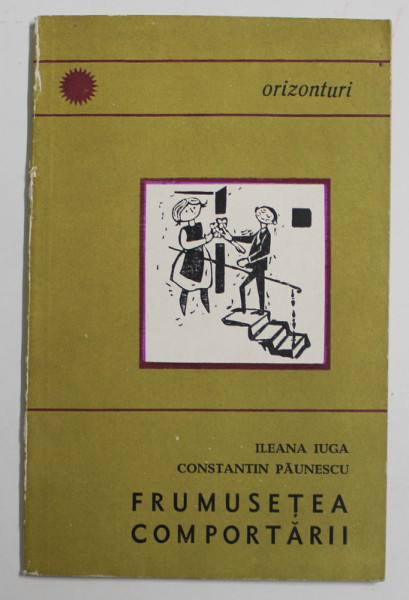 orizonturi
ILEANA IUGA
CONSTANTIN PĂUNESCU
FRUMUSEȚEA
COMPORTĂRII